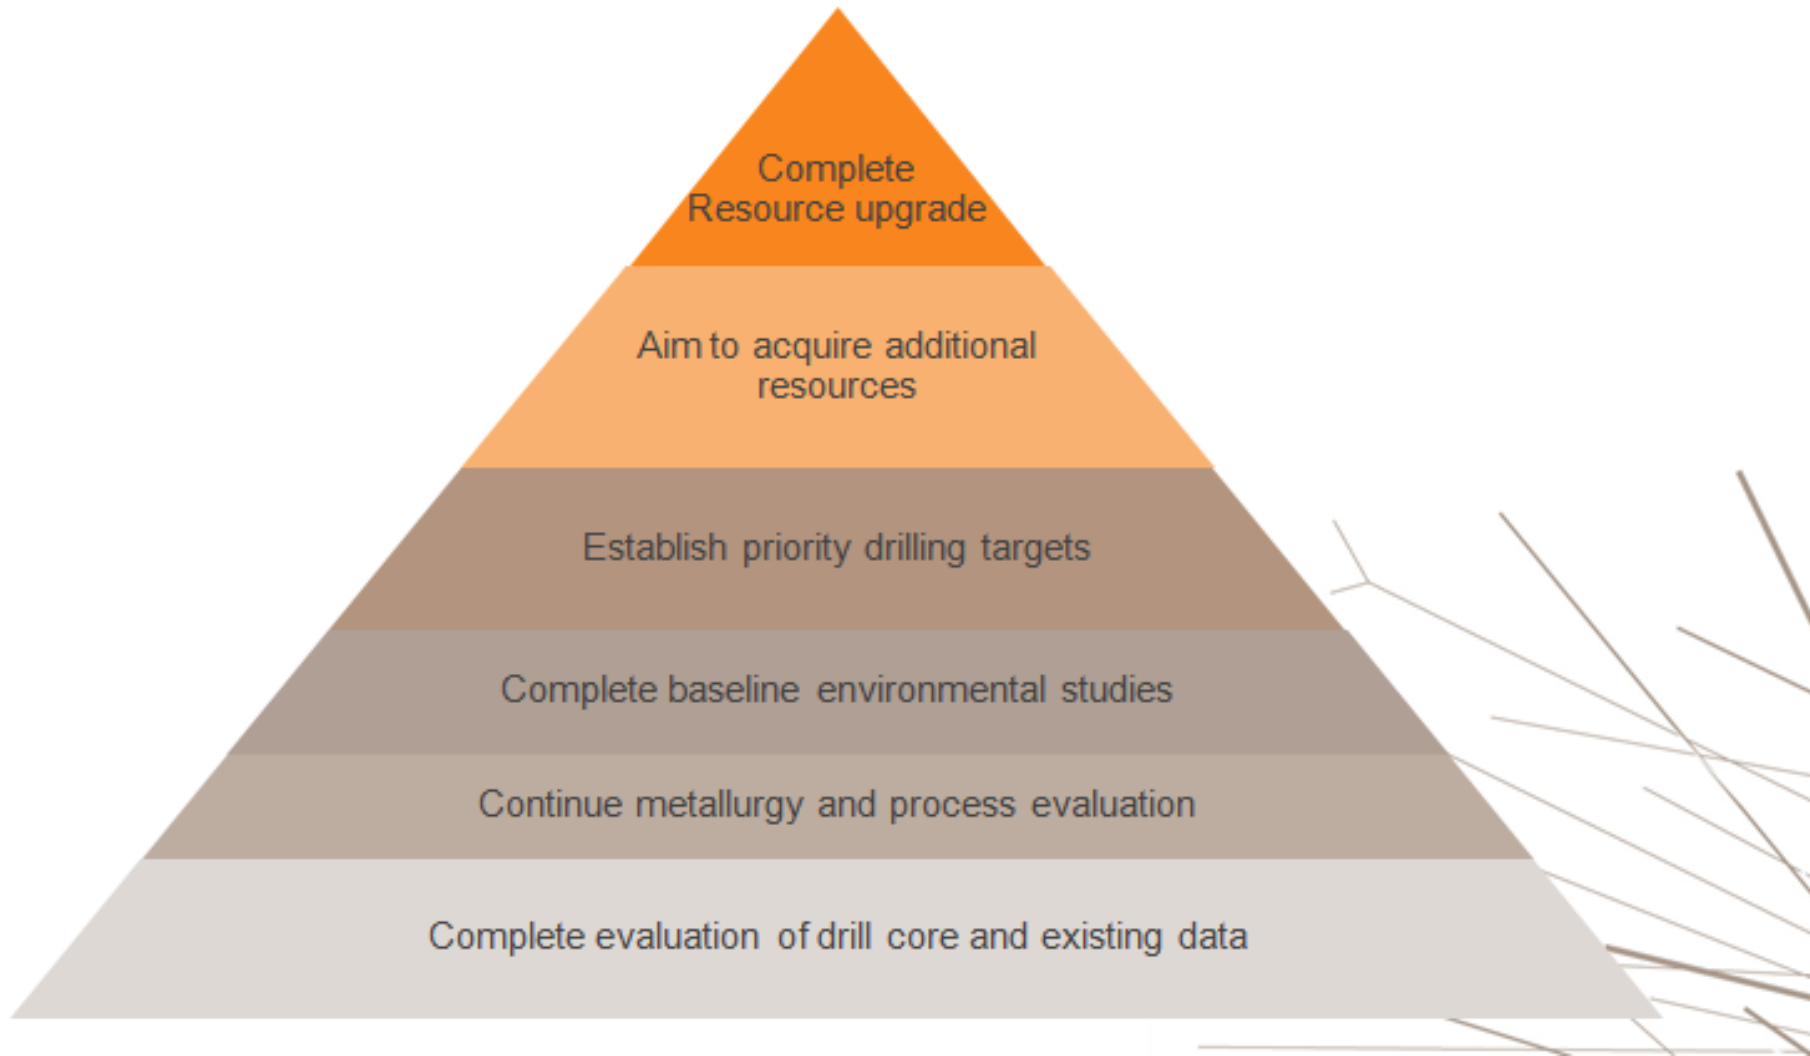 Complete
Resource upgrade
Aim to acquire additional
resources
Establish priority drilling targets
Complete baseline environmental studies
Continue metallurgy and process evaluation
Complete evaluation of drill core and existing data